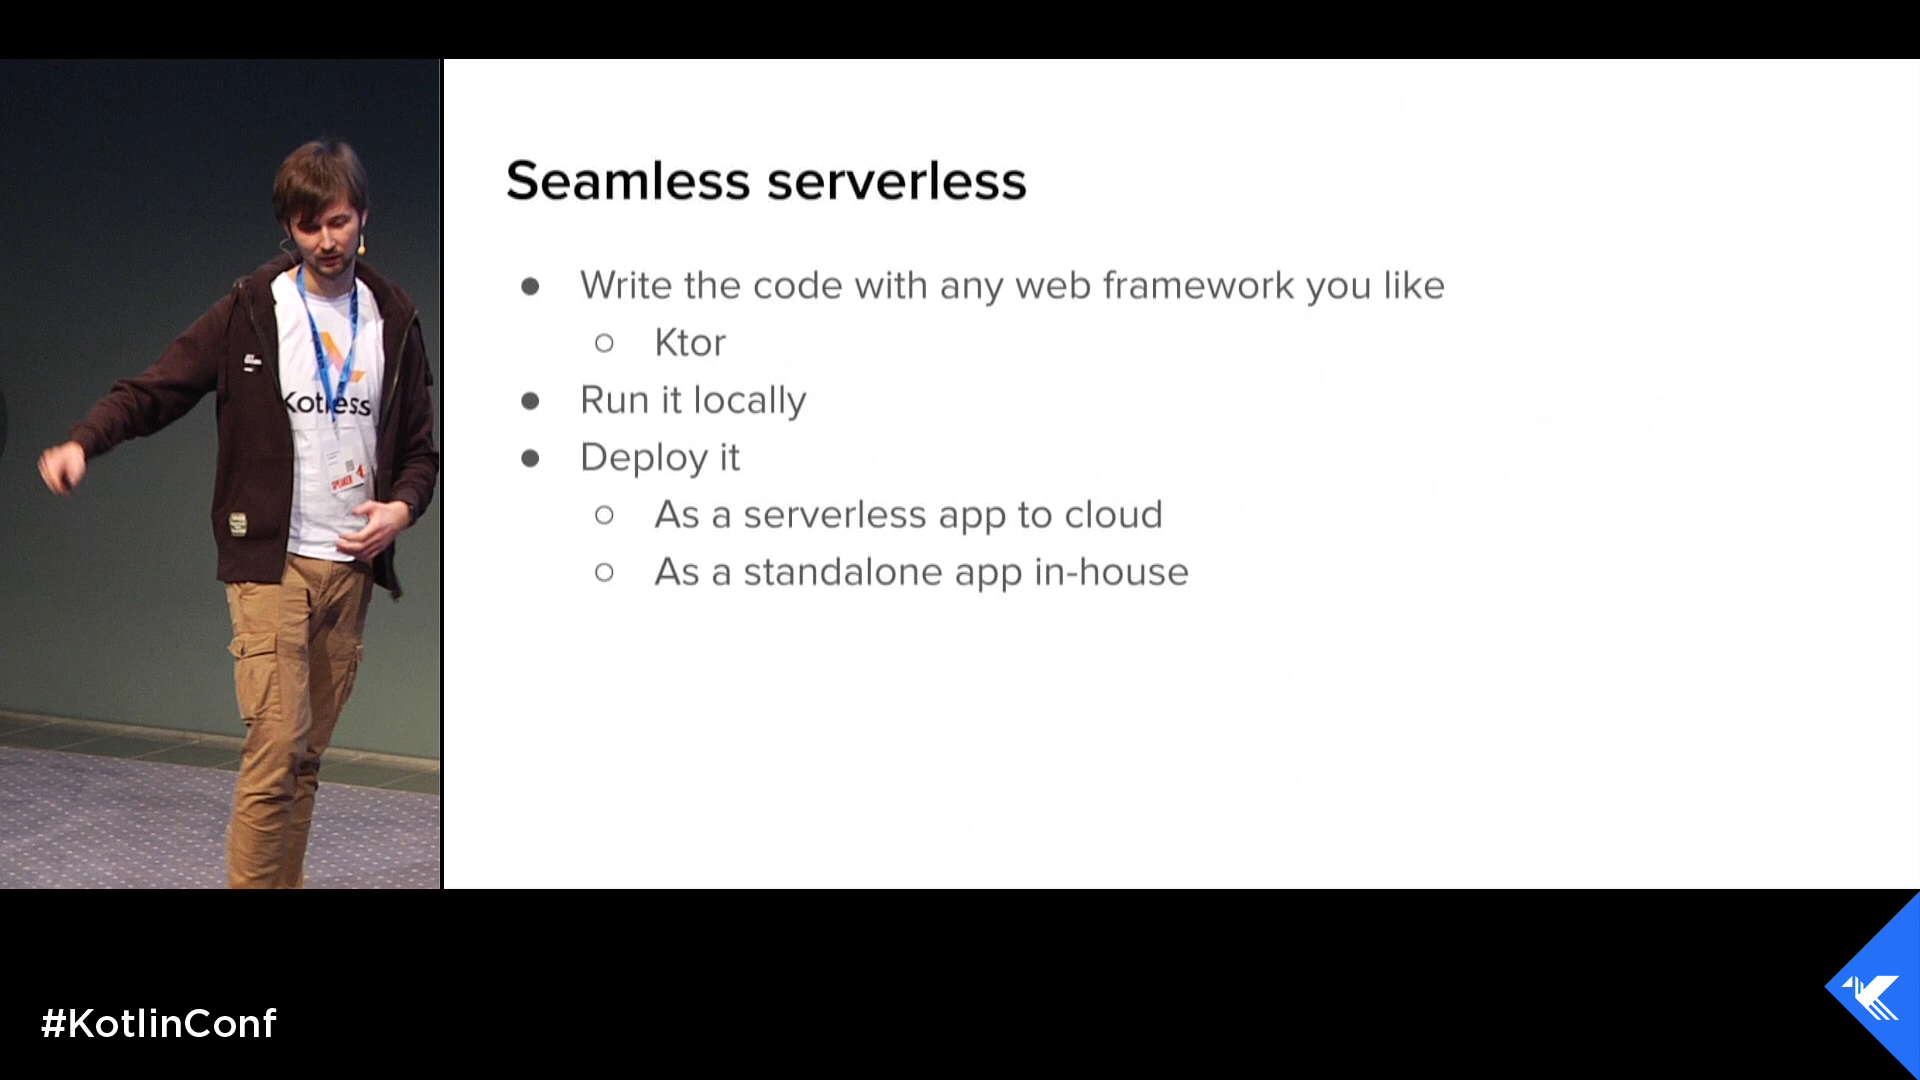 Seamless serverless
● Write the code with any web framework you like
○ Ktor
● Run it locally
● Deploy it
○ As a serverless app to cloud
○ As a standalone app in-house
Kotless
SPEAKER
#KotlinConf